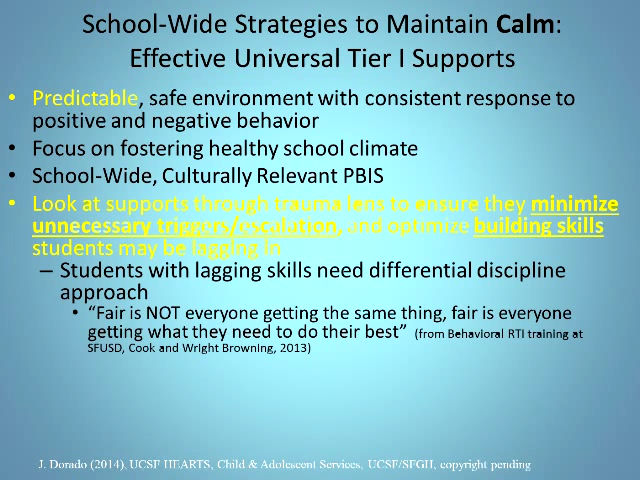 School-Wide Strategies to Maintain Calm:
Effective Universal Tier I Supports
• Predictable, safe environment with consistent response to
positive and negative behavior
• Focus on fostering healthy school climate
• School-Wide, Culturally Relevant PBIS
• Look at supports through trauma lens to ensure they minimize
unnecessary triggers/escalation, and optimize building skills
students may be lagging in
– Students with lagging skills need differential discipline
approach
• “Fair is NOT everyone getting the same thing, fair is everyone
getting what they need to do their best” (from Behavioral RTI training at
SFUSD, Cook and Wright Browning, 2013)
J. Dorado (2014), UCSF HEARTS, Child & Adolescent Services, UCSF/SFGH, copyright pending